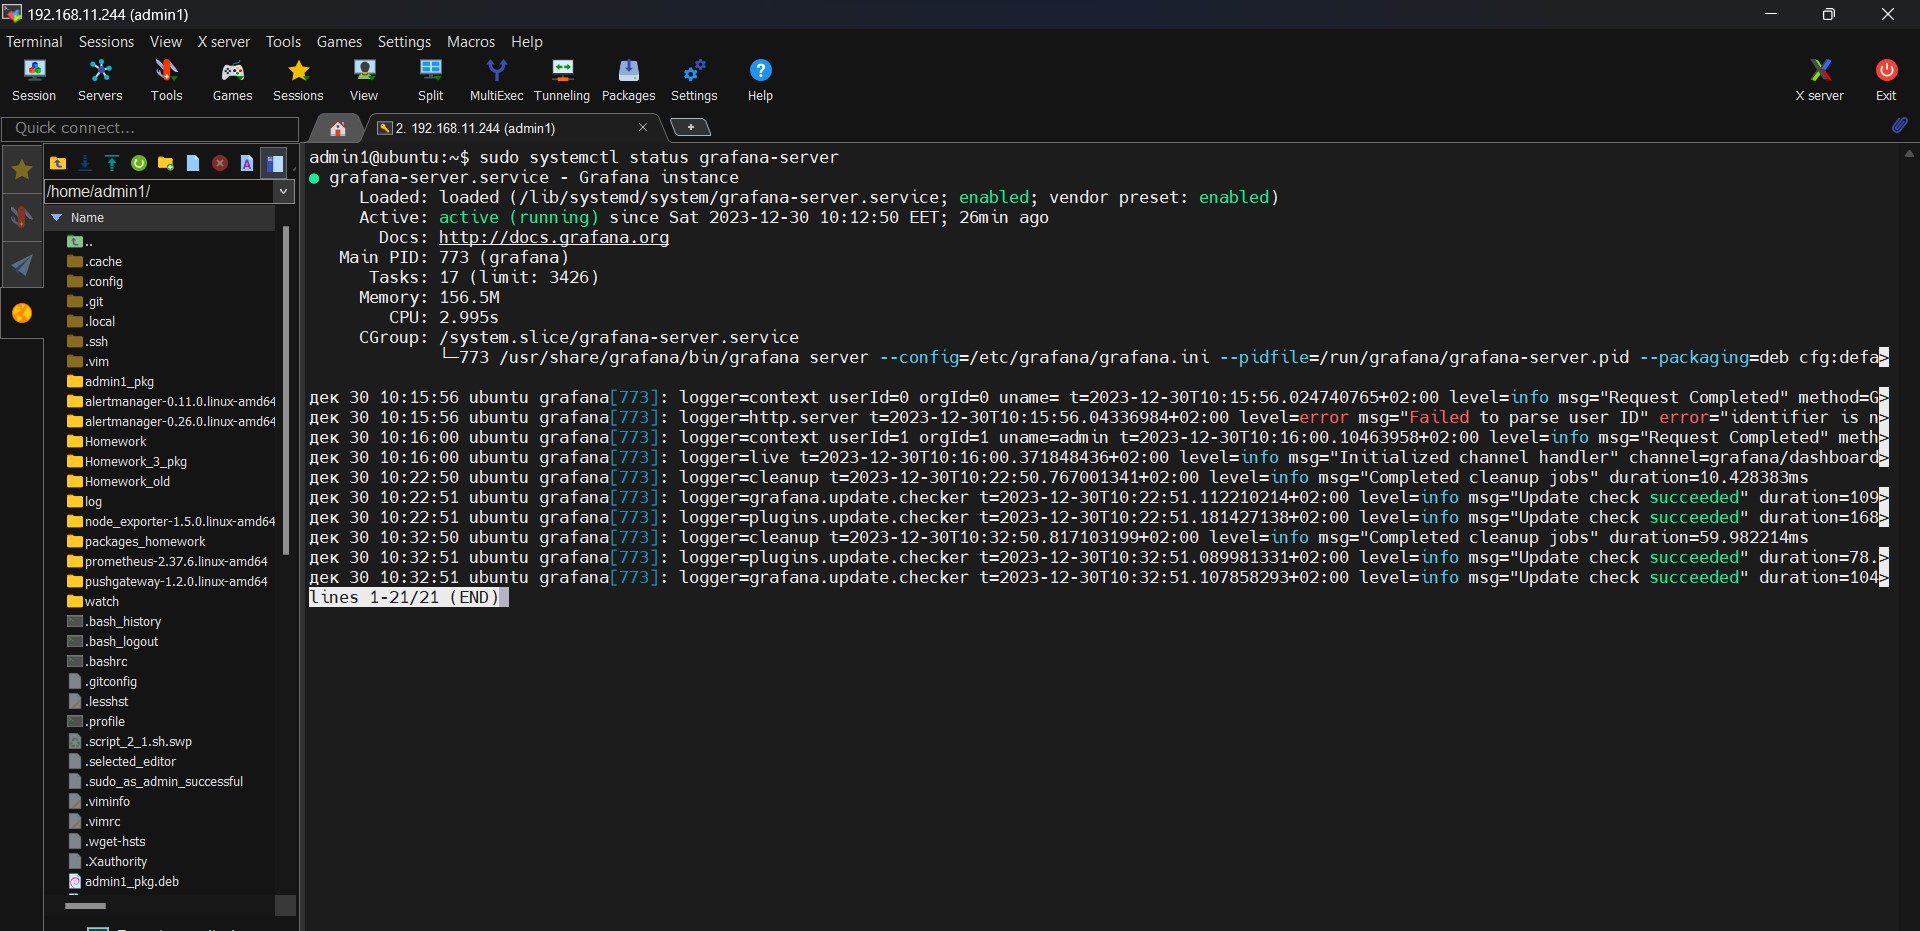 192.168.11.244 (admin1)
Terminal Sessions View X server Tools Games Settings Macros Help
Session Servers Tools Games Sessions View Split MultiExec Tunneling Packages Settings Help X server Exit
Quick connect...
2. 192.168.11.244 (admin1)
/home/admin1/
Name
..
.cache
.config
.git
.local
.ssh
.vim
admin1_pkg
alertmanager-0.11.0.linux-amd64
alertmanager-0.26.0.linux-amd64
Homework
Homework_3_pkg
Homework_old
log
node_exporter-1.5.0.linux-amd64
packages_homework
prometheus-2.37.6.linux-amd64
pushgateway-1.2.0.linux-amd64
watch
.bash_history
.bash_logout
.bashrc
.gitconfig
.lesshst
.profile
.script_2_1.sh.swp
.selected_editor
.sudo_as_admin_successful
.viminfo
.vimrc
.wget-hsts
.Xauthority
admin1_pkg.deb
admin1@ubuntu:~$ sudo systemctl status grafana-server
● grafana-server.service - Grafana instance
Loaded: loaded (/lib/systemd/system/grafana-server.service; enabled; vendor preset: enabled)
Active: active (running) since Sat 2023-12-30 10:12:50 EET; 26min ago
Docs: http://docs.grafana.org
Main PID: 773 (grafana)
Tasks: 17 (limit: 3426)
Memory: 156.5M
CPU: 2.995s
CGroup: /system.slice/grafana-server.service
└─773 /usr/share/grafana/bin/grafana server --config=/etc/grafana/grafana.ini --pidfile=/run/grafana/grafana-server.pid --packaging=deb cfg:defa>
дек 30 10:15:56 ubuntu grafana[773]: logger=context userId=0 orgId=0 uname= t=2023-12-30T10:15:56.024740765+02:00 level=info msg="Request Completed" method=G>
дек 30 10:15:56 ubuntu grafana[773]: logger=http.server t=2023-12-30T10:15:56.04336984+02:00 level=error msg="Failed to parse user ID" error="identifier is n>
дек 30 10:16:00 ubuntu grafana[773]: logger=context userId=1 orgId=1 uname=admin t=2023-12-30T10:16:00.10463958+02:00 level=info msg="Request Completed" meth>
дек 30 10:16:00 ubuntu grafana[773]: logger=live t=2023-12-30T10:16:00.371848436+02:00 level=info msg="Initialized channel handler" channel=grafana/dashboard>
дек 30 10:22:50 ubuntu grafana[773]: logger=cleanup t=2023-12-30T10:22:50.767001341+02:00 level=info msg="Completed cleanup jobs" duration=10.428383ms
дек 30 10:22:51 ubuntu grafana[773]: logger=grafana.update.checker t=2023-12-30T10:22:51.112210214+02:00 level=info msg="Update check succeeded" duration=109>
дек 30 10:22:51 ubuntu grafana[773]: logger=plugins.update.checker t=2023-12-30T10:22:51.181427138+02:00 level=info msg="Update check succeeded" duration=168>
дек 30 10:32:50 ubuntu grafana[773]: logger=cleanup t=2023-12-30T10:32:50.817103199+02:00 level=info msg="Completed cleanup jobs" duration=59.982214ms
дек 30 10:32:51 ubuntu grafana[773]: logger=plugins.update.checker t=2023-12-30T10:32:51.089981331+02:00 level=info msg="Update check succeeded" duration=78.>
дек 30 10:32:51 ubuntu grafana[773]: logger=grafana.update.checker t=2023-12-30T10:32:51.107858293+02:00 level=info msg="Update check succeeded" duration=104>
lines 1-21/21 (END)